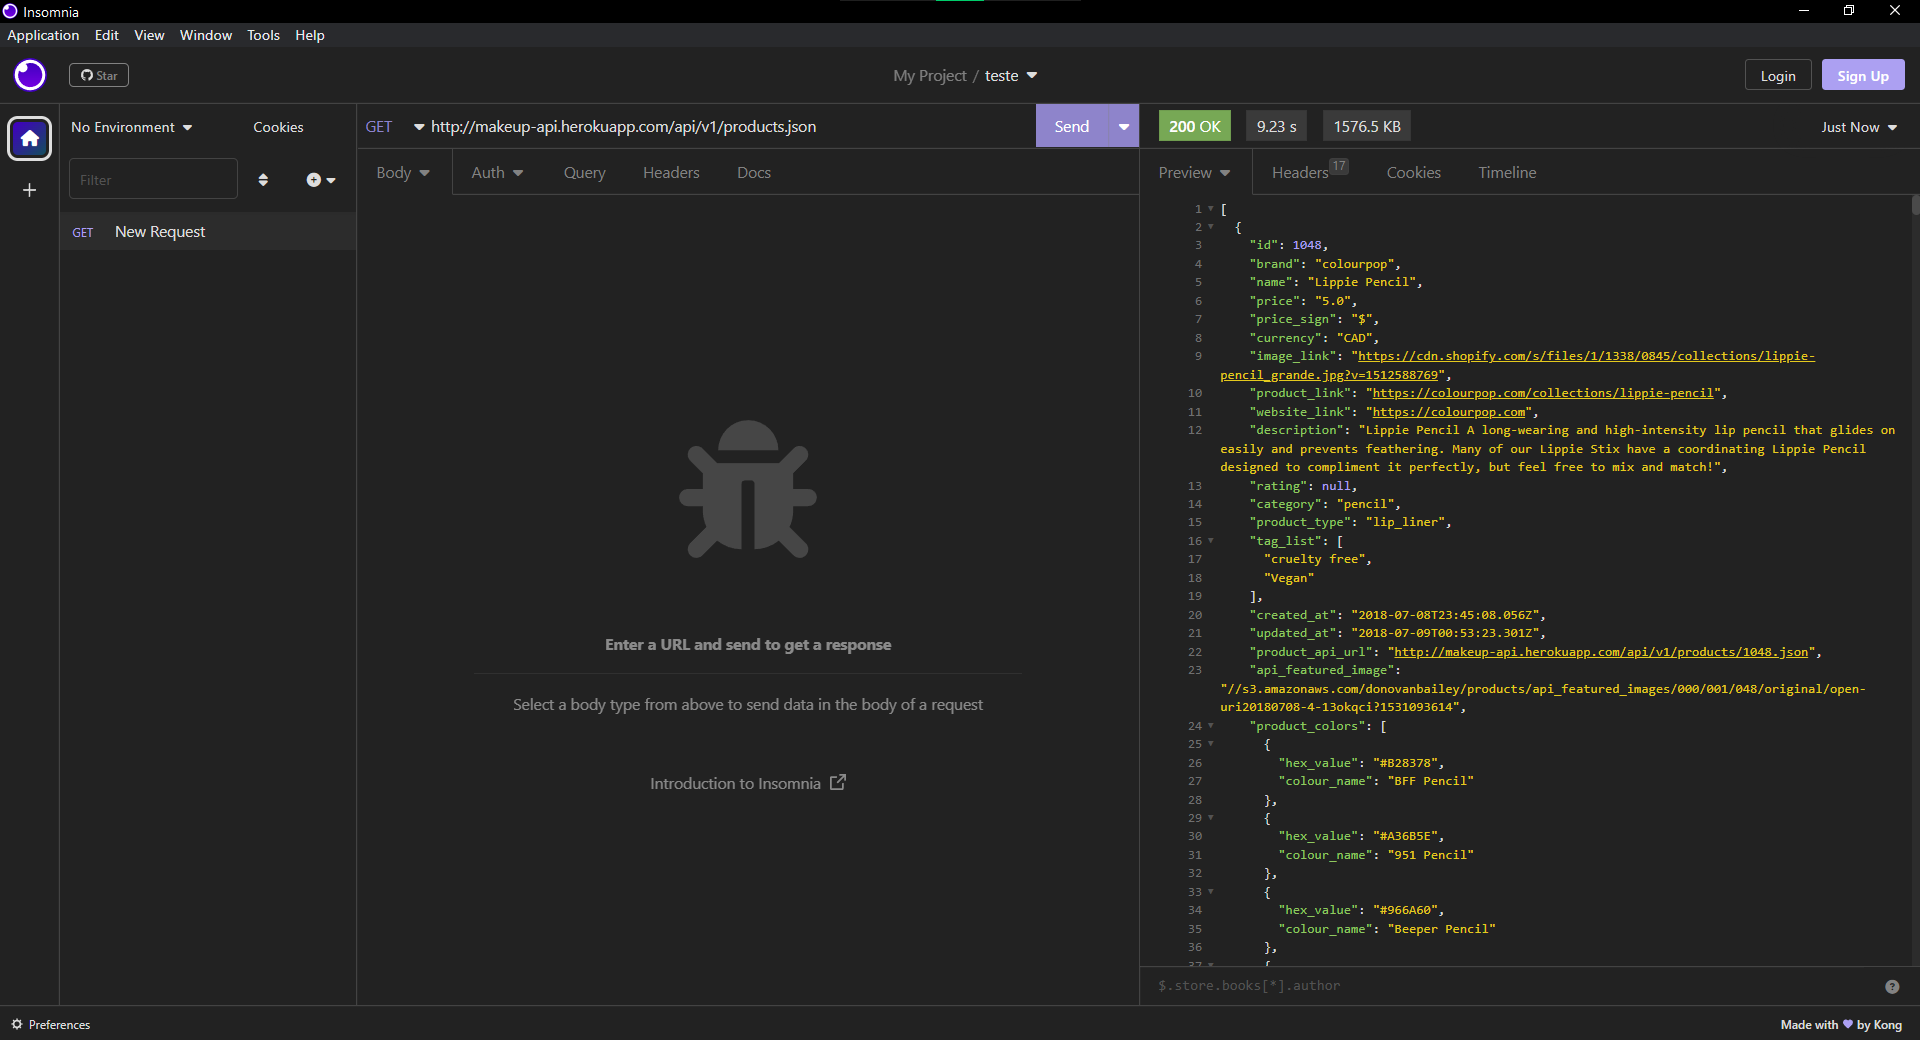 Insomnia
Application Edit View Window Tools Help
Star
My Project / teste
Login
Sign Up
No Environment
Cookies
Filter
GET New Request
GET http://makeup-api.herokuapp.com/api/v1/products.json
Send
Body Auth Query Headers Docs
Enter a URL and send to get a response
Select a body type from above to send data in the body of a request
Introduction to Insomnia
200 OK 9.23 s 1576.5 KB
Just Now
Preview Headers 17 Cookies Timeline
1 [
2 {
3 "id": 1048,
4 "brand": "colourpop",
5 "name": "Lippie Pencil",
6 "price": "5.0",
7 "price_sign": "$",
8 "currency": "CAD",
9 "image_link": "https://cdn.shopify.com/s/files/1/1338/0845/collections/lippie-
pencil_grande.jpg?v=1512588769",
10 "product_link": "https://colourpop.com/collections/lippie-pencil",
11 "website_link": "https://colourpop.com",
12 "description": "Lippie Pencil A long-wearing and high-intensity lip pencil that glides on
easily and prevents feathering. Many of our Lippie Stix have a coordinating Lippie Pencil
designed to compliment it perfectly, but feel free to mix and match!",
13 "rating": null,
14 "category": "pencil",
15 "product_type": "lip_liner",
16 "tag_list": [
17 "cruelty free",
18 "Vegan"
19 ],
20 "created_at": "2018-07-08T23:45:08.056Z",
21 "updated_at": "2018-07-09T00:53:23.301Z",
22 "product_api_url": "http://makeup-api.herokuapp.com/api/v1/products/1048.json",
23 "api_featured_image":
"//s3.amazonaws.com/donovanbailey/products/api_featured_images/000/001/048/original/open-
uri20180708-4-13okqci?1531093614",
24 "product_colors": [
25 {
26 "hex_value": "#B28378",
27 "colour_name": "BFF Pencil"
28 },
29 {
30 "hex_value": "#A36B5E",
31 "colour_name": "951 Pencil"
32 },
33 {
34 "hex_value": "#966A60",
35 "colour_name": "Beeper Pencil"
36 },
37 {
$.store.books[*].author
Preferences
Made with by Kong